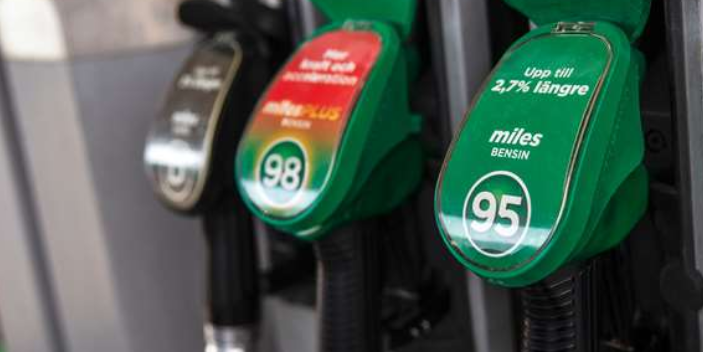 Mer
kraft och
acceleration
milesPLUS
BENSIN
98
Upp till
2,7% längre
miles
BENSIN
95